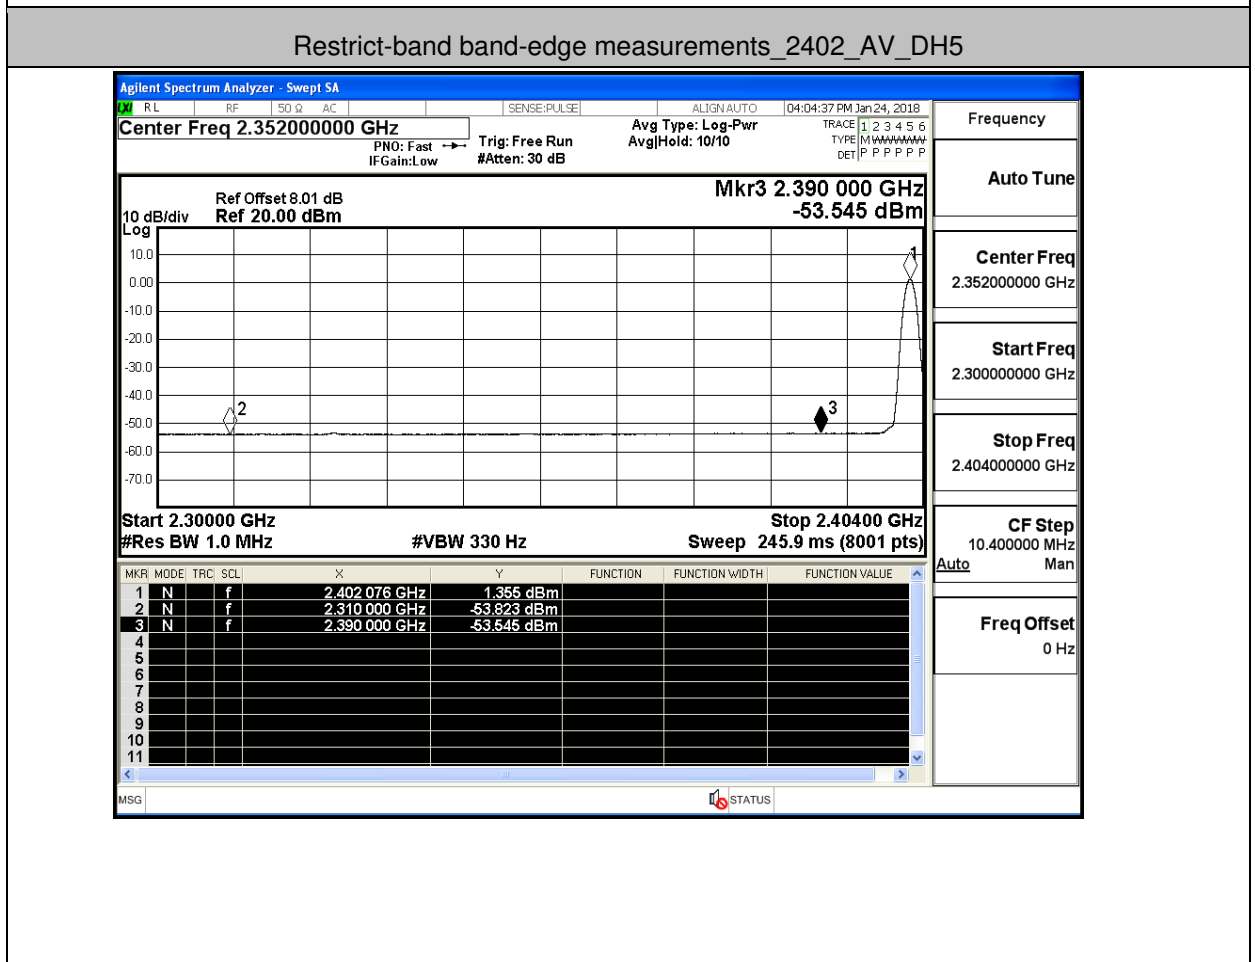 Restrict-band band-edge measurements_2402_AV_DH5
Agilent Spectrum Analyzer - Swept SA
LXI RL RF 50 Ω AC SENSE:PULSE ALIGN AUTO 04:04:37 PM Jan 24, 2018
Center Freq 2.352000000 GHz
PNO: Fast
IFGain:Low
Trig: Free Run
#Atten: 30 dB
Avg Type: Log-Pwr
Avg|Hold: 10/10
TRACE 1 2 3 4 5 6
TYPE M W W W W W
DET P P P P P P
Ref Offset 8.01 dB
10 dB/div Ref 20.00 dBm
Log
Mkr3 2.390 000 GHz
-53.545 dBm
10.0
0.00
-10.0
-20.0
-30.0
-40.0
-50.0
-60.0
-70.0
1
2
3
Start 2.30000 GHz Stop 2.40400 GHz
#Res BW 1.0 MHz #VBW 330 Hz Sweep 245.9 ms (8001 pts)
MKR MODE TRC SCL X Y FUNCTION FUNCTION WIDTH FUNCTION VALUE
1 N f 2.402 076 GHz 1.355 dBm
2 N f 2.310 000 GHz -53.823 dBm
3 N f 2.390 000 GHz -53.545 dBm
4
5
6
7
8
9
10
11
MSG STATUS
Frequency
Auto Tune
Center Freq
2.352000000 GHz
Start Freq
2.300000000 GHz
Stop Freq
2.404000000 GHz
CF Step
10.400000 MHz
Auto Man
Freq Offset
0 Hz